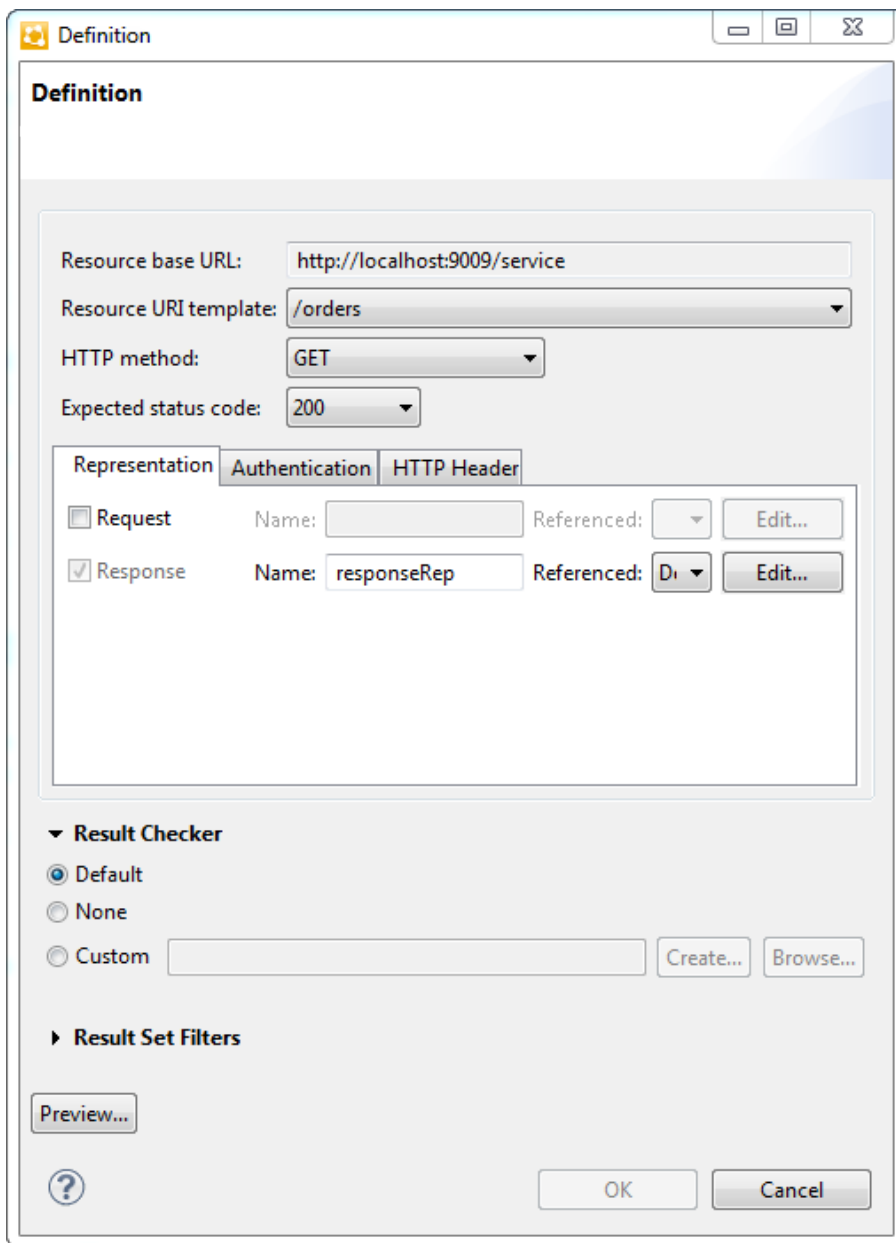 Definition
Definition
Resource base URL: http://localhost:9009/service
Resource URI template: /orders
HTTP method: GET
Expected status code: 200
Representation Authentication HTTP Header
Request Name: Referenced: Edit...
Response Name: responseRep Referenced: Edit...
Result Checker
Default
None
Custom Create... Browse...
Result Set Filters
Preview...
? OK Cancel